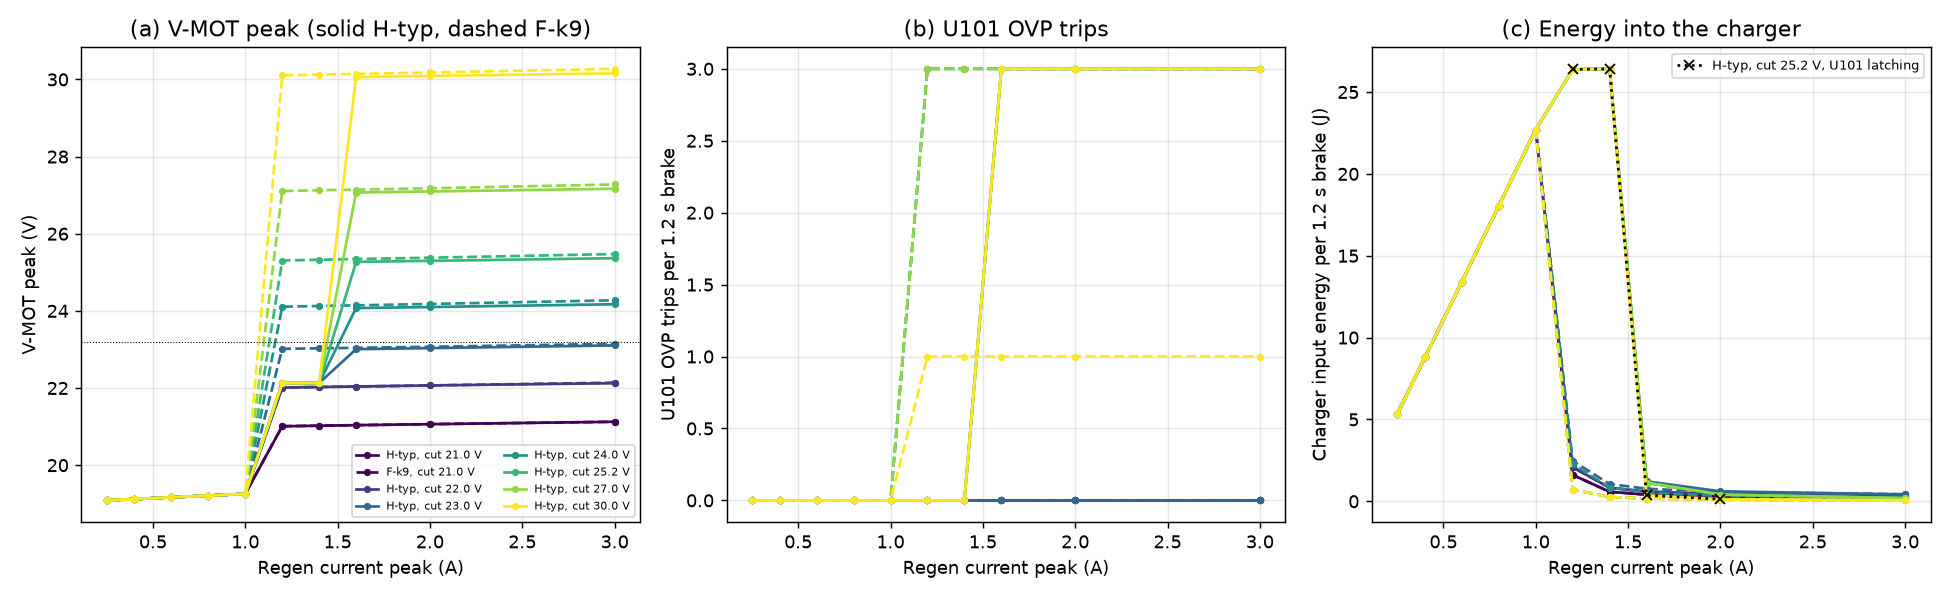 (a) V-MOT peak (solid H-typ, dashed F-k9)
V-MOT peak (V)
30
28
26
24
22
20
H-typ, cut 21.0 V
F-k9, cut 21.0 V
H-typ, cut 22.0 V
H-typ, cut 23.0 V
H-typ, cut 24.0 V
H-typ, cut 25.2 V
H-typ, cut 27.0 V
H-typ, cut 30.0 V
0.5 1.0 1.5 2.0 2.5 3.0
Regen current peak (A)
(b) U101 OVP trips
U101 OVP trips per 1.2 s brake
3.0
2.5
2.0
1.5
1.0
0.5
0.0
0.5 1.0 1.5 2.0 2.5 3.0
Regen current peak (A)
(c) Energy into the charger
Charger input energy per 1.2 s brake (J)
25
20
15
10
5
0
H-typ, cut 25.2 V, U101 latching
0.5 1.0 1.5 2.0 2.5 3.0
Regen current peak (A)